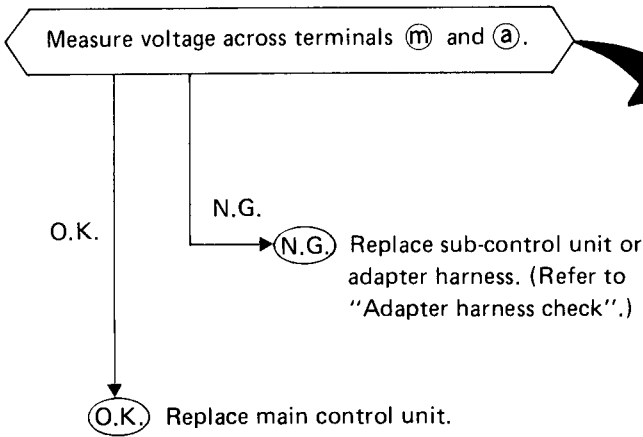 Measure voltage across terminals ⓜ and ⓐ.
O.K.
N.G.
N.G. Replace sub-control unit or
adapter harness. (Refer to
"Adapter harness check".)
O.K. Replace main control unit.